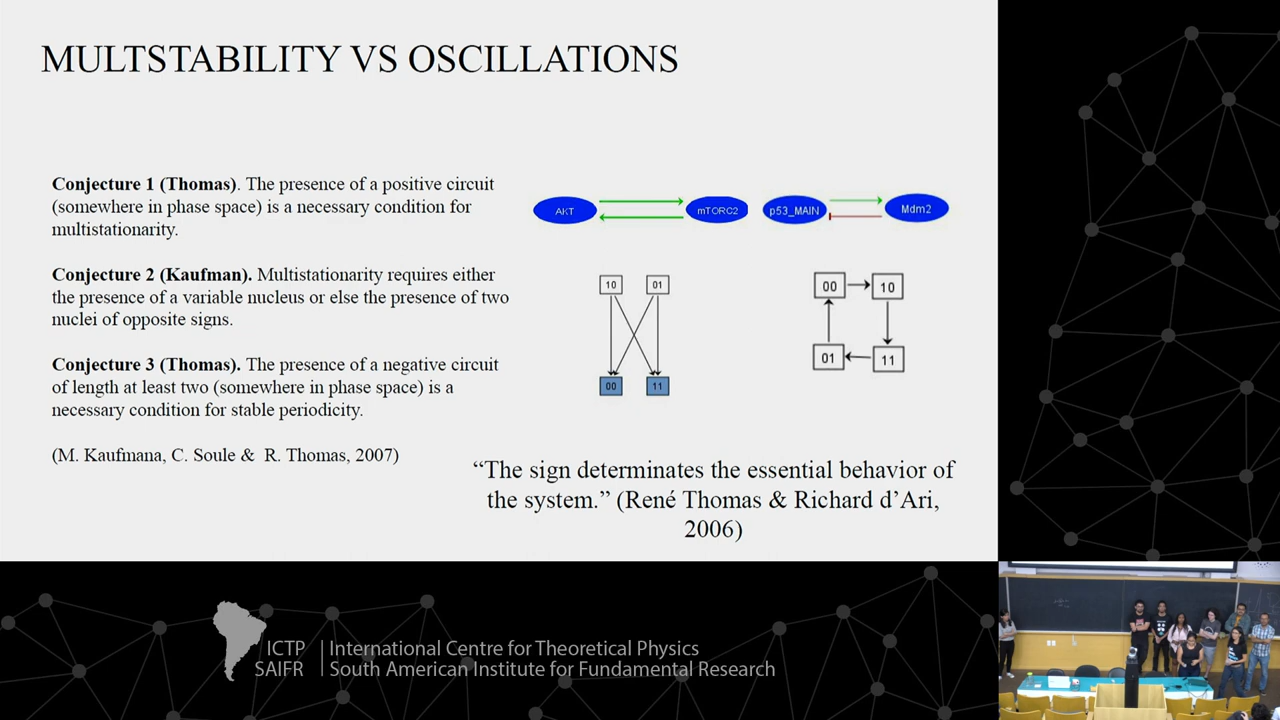 MULTSTABILITY VS OSCILLATIONS
Conjecture 1 (Thomas). The presence of a positive circuit
(somewhere in phase space) is a necessary condition for
multistationarity.
Conjecture 2 (Kaufman). Multistationarity requires either
the presence of a variable nucleus or else the presence of two
nuclei of opposite signs.
Conjecture 3 (Thomas). The presence of a negative circuit
of length at least two (somewhere in phase space) is a
necessary condition for stable periodicity.
(M. Kaufmana, C. Soule & R. Thomas, 2007)
AKT mTORC2 p53_MAIN Mdm2
10 01
00 11
00 10
01 11
“The sign determinates the essential behavior of
the system.” (René Thomas & Richard d’Ari,
2006)
ICTP International Centre for Theoretical Physics
SAIFR South American Institute for Fundamental Research